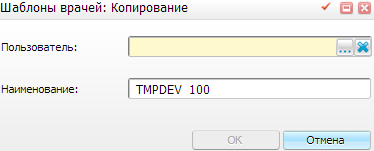 Шаблоны врачей: Копирование
Пользователь:
...
Наименование:
TMPDEV 100
OK
Отмена